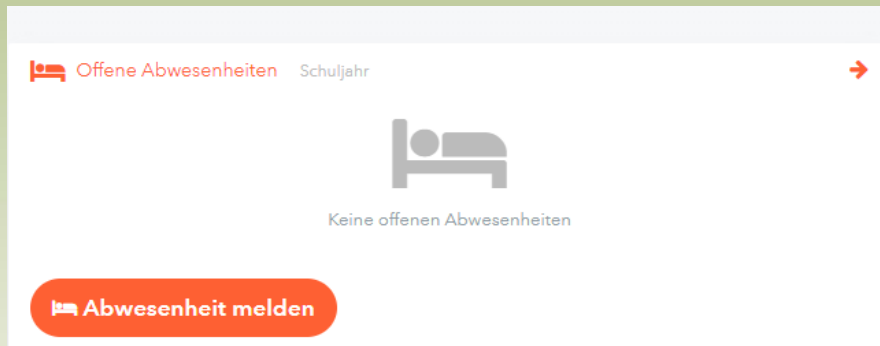 Offene Abwesenheiten Schuljahr
Keine offenen Abwesenheiten
Abwesenheit melden